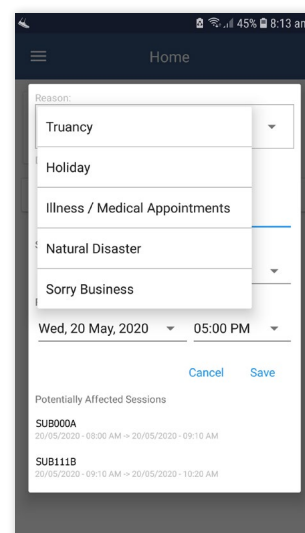 45% 8:13 am
Home
Reason:
Truancy
Holiday
Illness / Medical Appointments
Natural Disaster
Sorry Business
Wed, 20 May, 2020 05:00 PM
Cancel Save
Potentially Affected Sessions
SUB000A
20/05/2020 - 08:00 AM -> 20/05/2020 - 09:10 AM
SUB111B
20/05/2020 - 09:10 AM -> 20/05/2020 - 10:20 AM